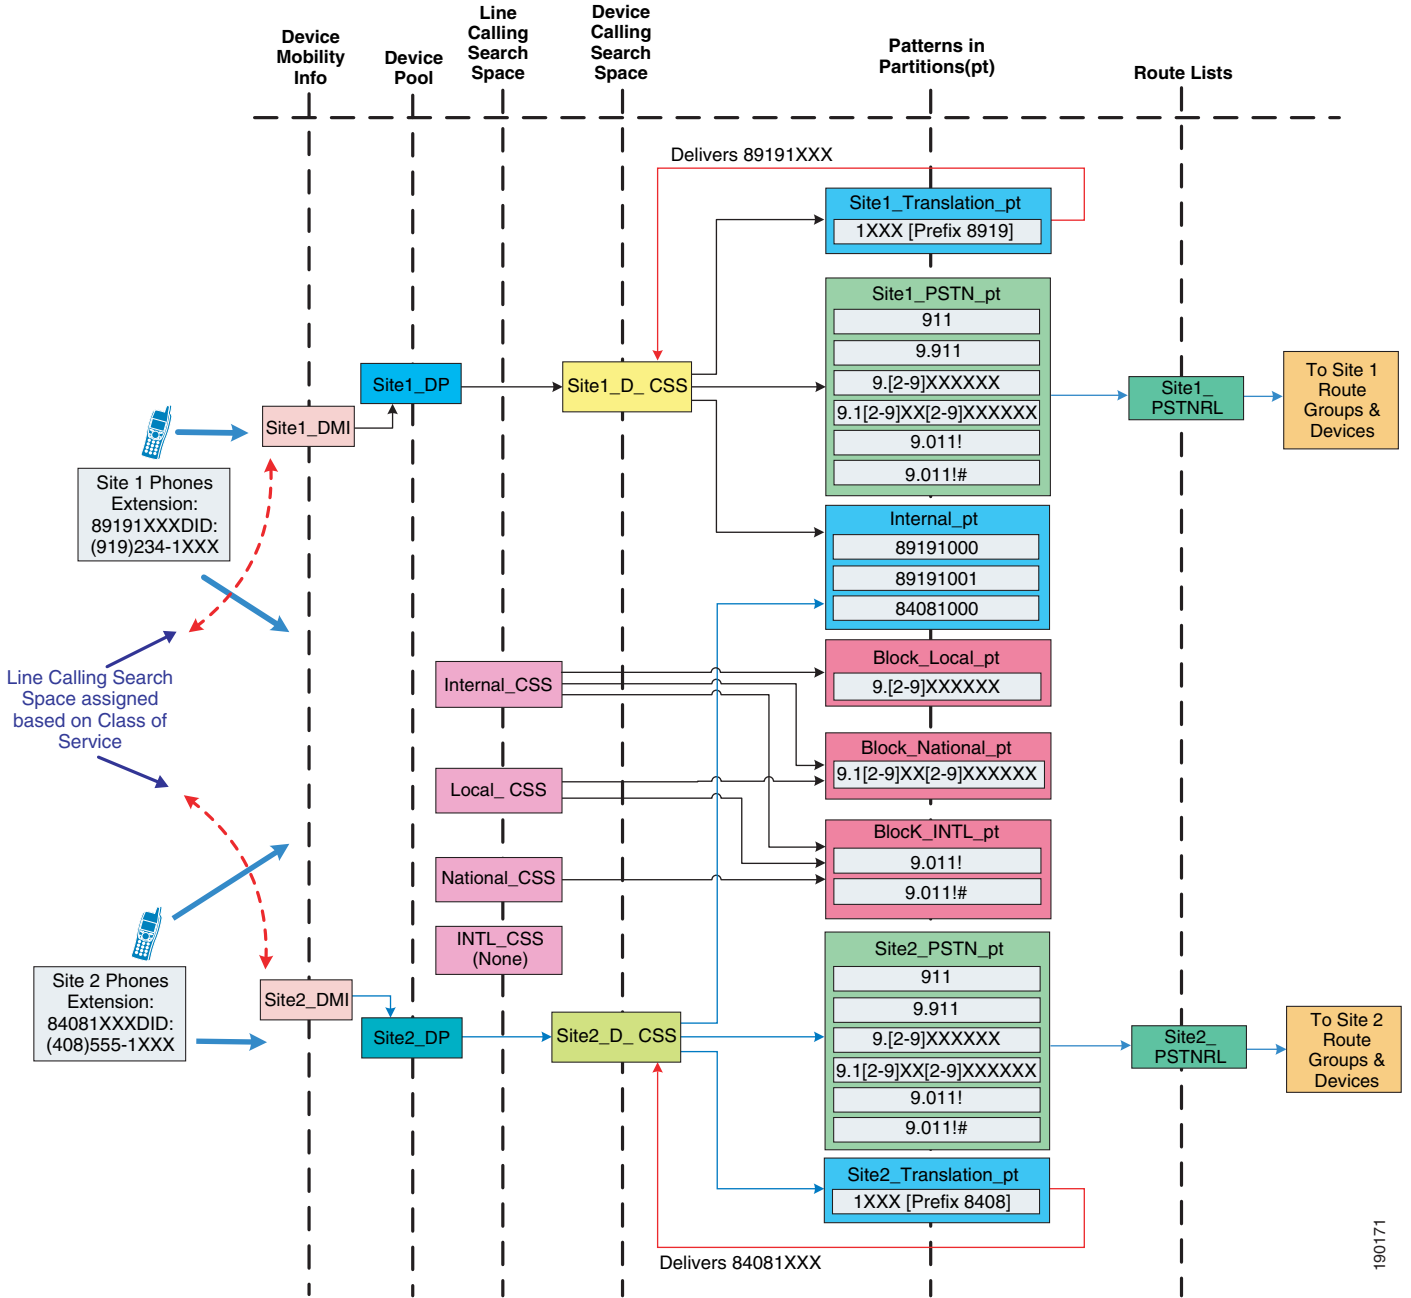 Device
Mobility
Info
Device
Pool
Line
Calling
Search
Space
Device
Calling
Search
Space
Patterns in
Partitions(pt)
Route Lists
Delivers 89191XXX
Site1_Translation_pt
1XXX [Prefix 8919]
Site1_PSTN_pt
911
9.911
9.[2-9]XXXXXX
9.1[2-9]XX[2-9]XXXXXX
9.011!
9.011!#
Site1_DP
Site1_D_ CSS
Site1_DMI
Site1_
PSTNRL
To Site 1
Route
Groups &
Devices
Site 1 Phones
Extension:
89191XXXDID:
(919)234-1XXX
Internal_pt
89191000
89191001
84081000
Line Calling Search
Space assigned
based on Class of
Service
Internal_CSS
Block_Local_pt
9.[2-9]XXXXXX
Block_National_pt
9.1[2-9]XX[2-9]XXXXXX
Local_ CSS
BlocK_INTL_pt
9.011!
9.011!#
National_CSS
INTL_CSS
(None)
Site2_PSTN_pt
911
9.911
9.[2-9]XXXXXX
9.1[2-9]XX[2-9]XXXXXX
9.011!
9.011!#
Site 2 Phones
Extension:
84081XXXDID:
(408)555-1XXX
Site2_DMI
Site2_DP
Site2_D_ CSS
Site2_
PSTNRL
To Site 2
Route
Groups &
Devices
Site2_Translation_pt
1XXX [Prefix 8408]
Delivers 84081XXX
190171